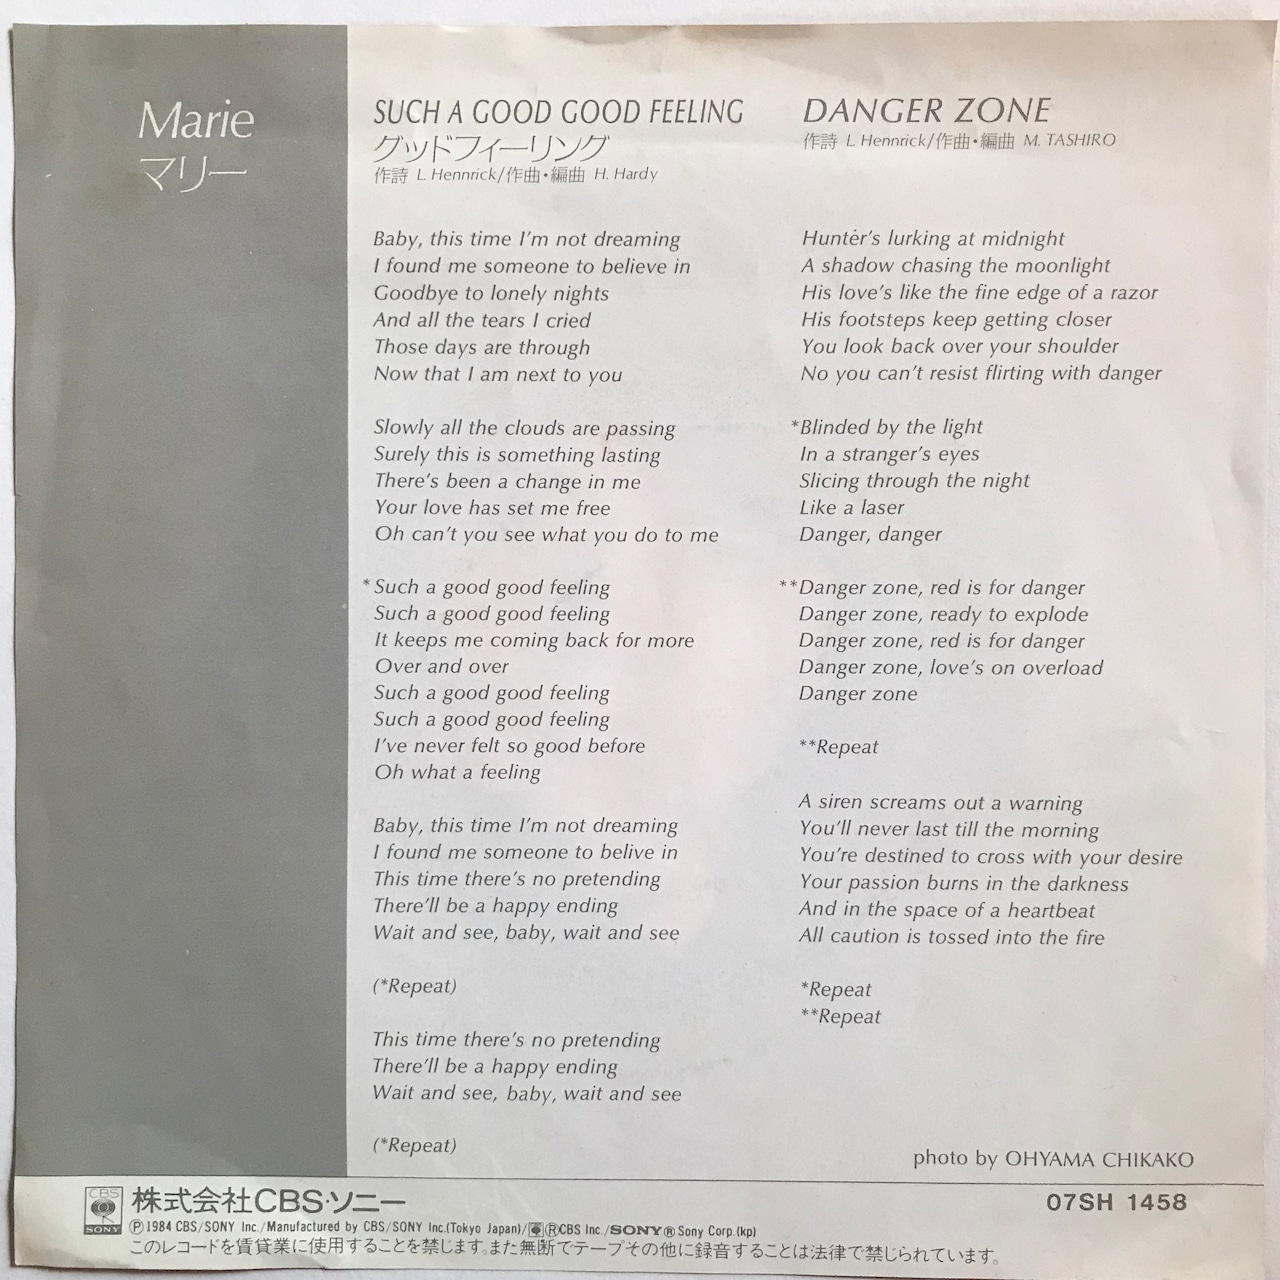 Marie
マリー
SUCH A GOOD GOOD FEELING
グッドフィーリング
作詩 L. Hennrick/作曲・編曲 H. Hardy
Baby, this time I'm not dreaming
I found me someone to believe in
Goodbye to lonely nights
And all the tears I cried
Those days are through
Now that I am next to you
Slowly all the clouds are passing
Surely this is something lasting
There's been a change in me
Your love has set me free
Oh can't you see what you do to me
*Such a good good feeling
Such a good good feeling
It keeps me coming back for more
Over and over
Such a good good feeling
Such a good good feeling
I've never felt so good before
Oh what a feeling
Baby, this time I'm not dreaming
I found me someone to belive in
This time there's no pretending
There'll be a happy ending
Wait and see, baby, wait and see
(*Repeat)
This time there's no pretending
There'll be a happy ending
Wait and see, baby, wait and see
(*Repeat)
DANGER ZONE
作詩 L. Hennrick/作曲・編曲 M. TASHIRO
Hunter's lurking at midnight
A shadow chasing the moonlight
His love's like the fine edge of a razor
His footsteps keep getting closer
You look back over your shoulder
No you can't resist flirting with danger
*Blinded by the light
In a stranger's eyes
Slicing through the night
Like a laser
Danger, danger
**Danger zone, red is for danger
Danger zone, ready to explode
Danger zone, red is for danger
Danger zone, love's on overload
Danger zone
**Repeat
A siren screams out a warning
You'll never last till the morning
You're destined to cross with your desire
Your passion burns in the darkness
And in the space of a heartbeat
All caution is tossed into the fire
*Repeat
**Repeat
photo by OHYAMA CHIKAKO
CBS
SONY
株式会社CBS・ソニー
07SH 1458
Ⓟ1984 CBS/SONY Inc./Manufactured by CBS/SONY Inc.(Tokyo Japan)/®CBS Inc./SONY® Sony Corp.(kp)
このレコードを賃貸業に使用することを禁じます。また無断でテープその他に録音することは法律で禁じられています。